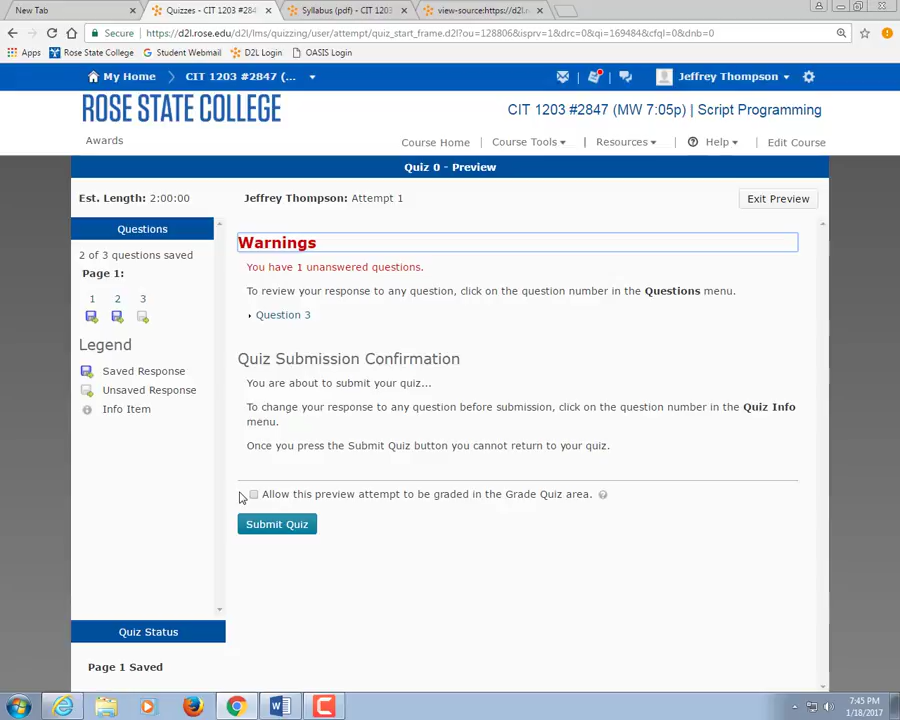 New Tab
Quizzes - CIT 1203 #284
Syllabus (pdf) - CIT 1203
view-source:https://d2l.
Secure
https://d2l.rose.edu/d2l/lms/quizzing/user/attempt/quiz_start_frame.d2l?ou=128806&isprv=1&drc=0&qi=169484&cfql=0&dnb=0
Apps
Rose State College
Student Webmail
D2L Login
OASIS Login
My Home
CIT 1203 #2847 (...
Jeffrey Thompson
ROSE STATE COLLEGE
CIT 1203 #2847 (MW 7:05p) | Script Programming
Awards
Course Home
Course Tools
Resources
Help
Edit Course
Quiz 0 - Preview
Est. Length: 2:00:00
Jeffrey Thompson: Attempt 1
Exit Preview
Questions
2 of 3 questions saved
Page 1:
1 2 3
Legend
Saved Response
Unsaved Response
Info Item
Warnings
You have 1 unanswered questions.
To review your response to any question, click on the question number in the Questions menu.
Question 3
Quiz Submission Confirmation
You are about to submit your quiz...
To change your response to any question before submission, click on the question number in the Quiz Info
menu.
Once you press the Submit Quiz button you cannot return to your quiz.
Allow this preview attempt to be graded in the Grade Quiz area.
Submit Quiz
Quiz Status
Page 1 Saved
7:45 PM
1/18/2017